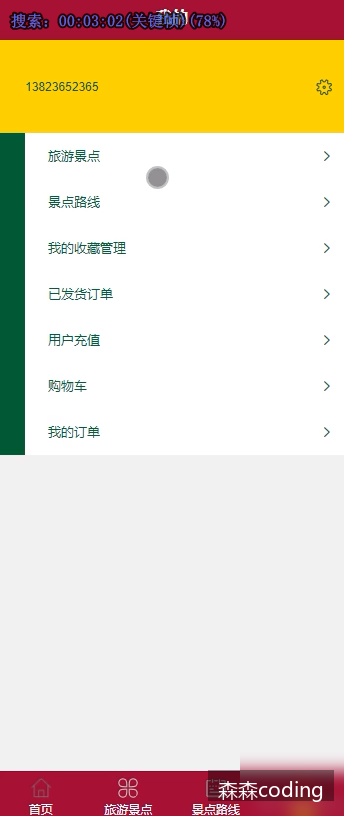 搜索: 00:03:02(关键帧)(78%)
13823652365
旅游景点
景点路线
我的收藏管理
已发货订单
用户充值
购物车
我的订单
首页
旅游景点
景点路线
森森coding